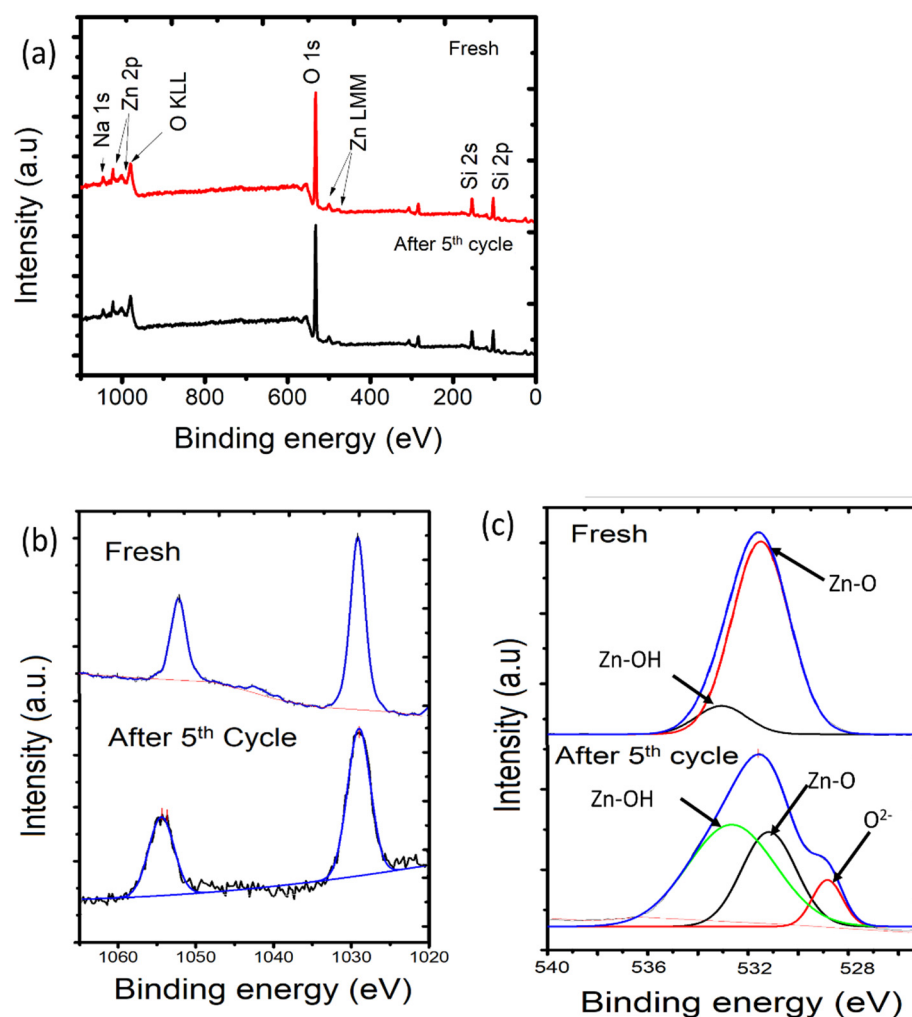 (a)
Fresh
Na 1s
Zn 2p
O KLL
O 1s
Zn LMM
Si 2s
Si 2p
After 5th cycle
Intensity (a.u)
1000 800 600 400 200 0
Binding energy (eV)
(b)
Fresh
After 5th Cycle
Intensity (a.u.)
1060 1050 1040 1030 1020
Binding energy (eV)
(c)
Fresh
Zn-O
Zn-OH
After 5th cycle
Zn-OH
Zn-O
O2-
Intensity (a.u)
540 536 532 528
Binding energy (eV)